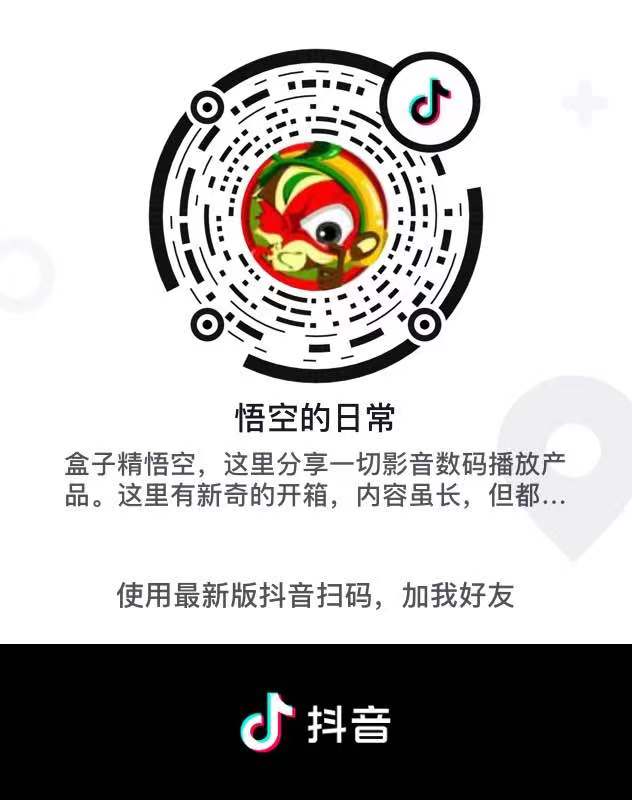 悟空的日常
盒子精悟空，这里分享一切影音数码播放产
品。这里有新奇的开箱，内容虽长，但都...
使用最新版抖音扫码，加我好友
抖音